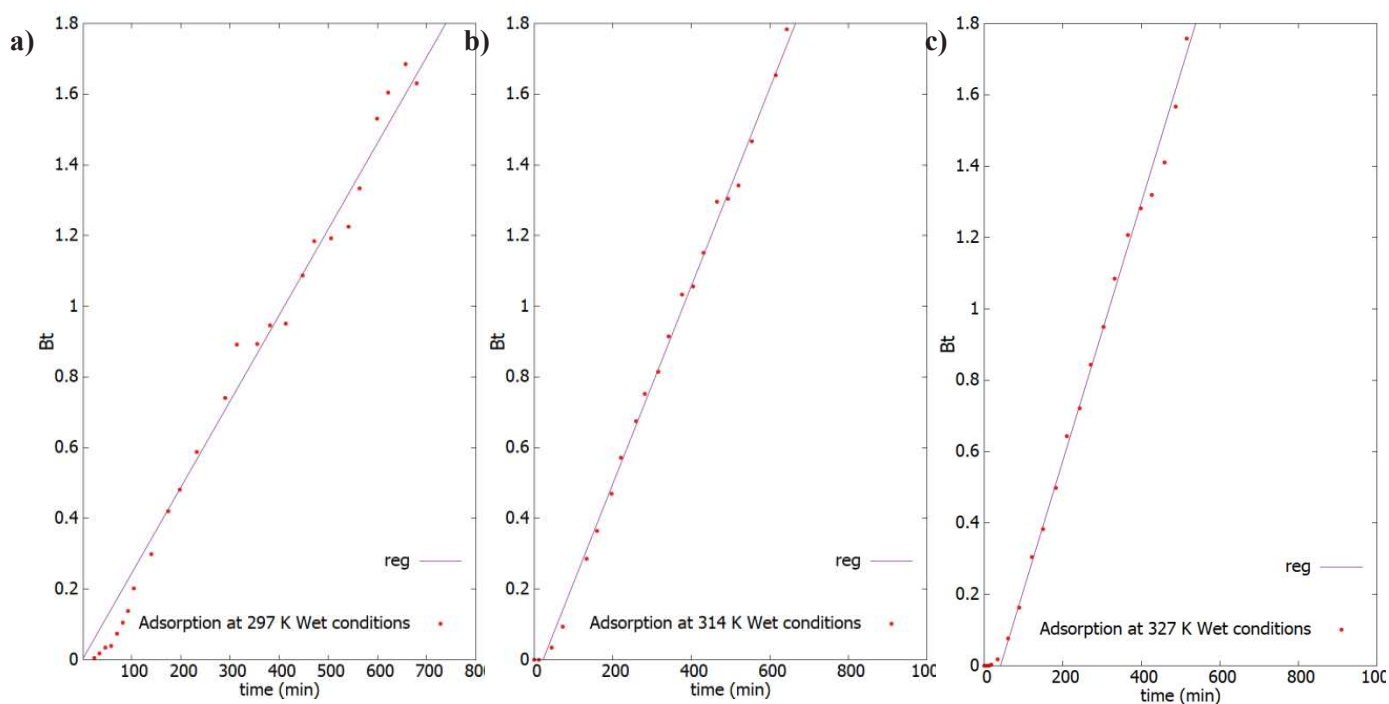 a)
1.8
1.6
1.4
1.2
1
0.8
0.6
0.4
0.2
0
Bt
reg
Adsorption at 297 K Wet conditions
100 200 300 400 500 600 700 800
time (min)
b)
1.8
1.6
1.4
1.2
1
0.8
0.6
0.4
0.2
0
Bt
reg
Adsorption at 314 K Wet conditions
0 200 400 600 800 100
time (min)
c)
1.8
1.6
1.4
1.2
1
0.8
0.6
0.4
0.2
0
Bt
reg
Adsorption at 327 K Wet conditions
0 200 400 600 800 100
time (min)